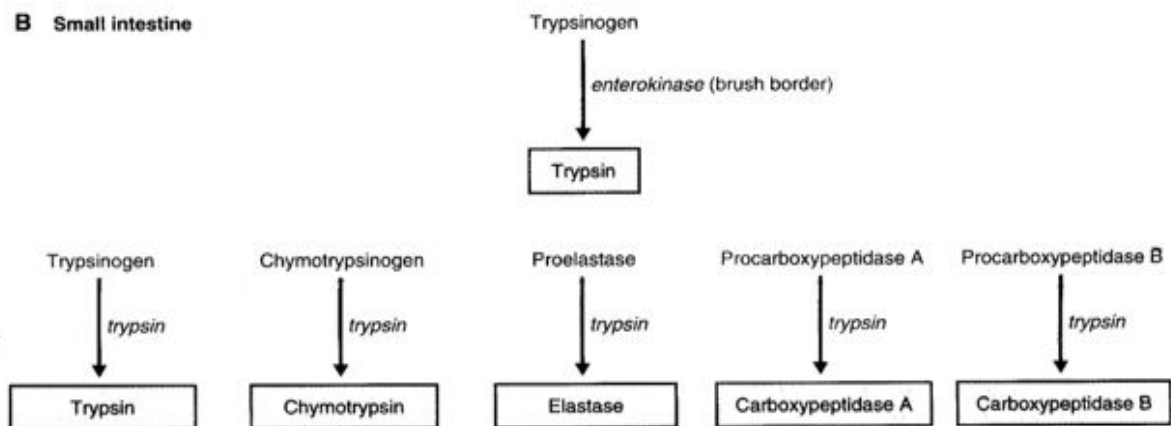 B Small intestine
Trypsinogen
enterokinase (brush border)
Trypsin
Trypsinogen Chymotrypsinogen Proelastase Procarboxypeptidase A Procarboxypeptidase B
trypsin trypsin trypsin trypsin trypsin
Trypsin Chymotrypsin Elastase Carboxypeptidase A Carboxypeptidase B